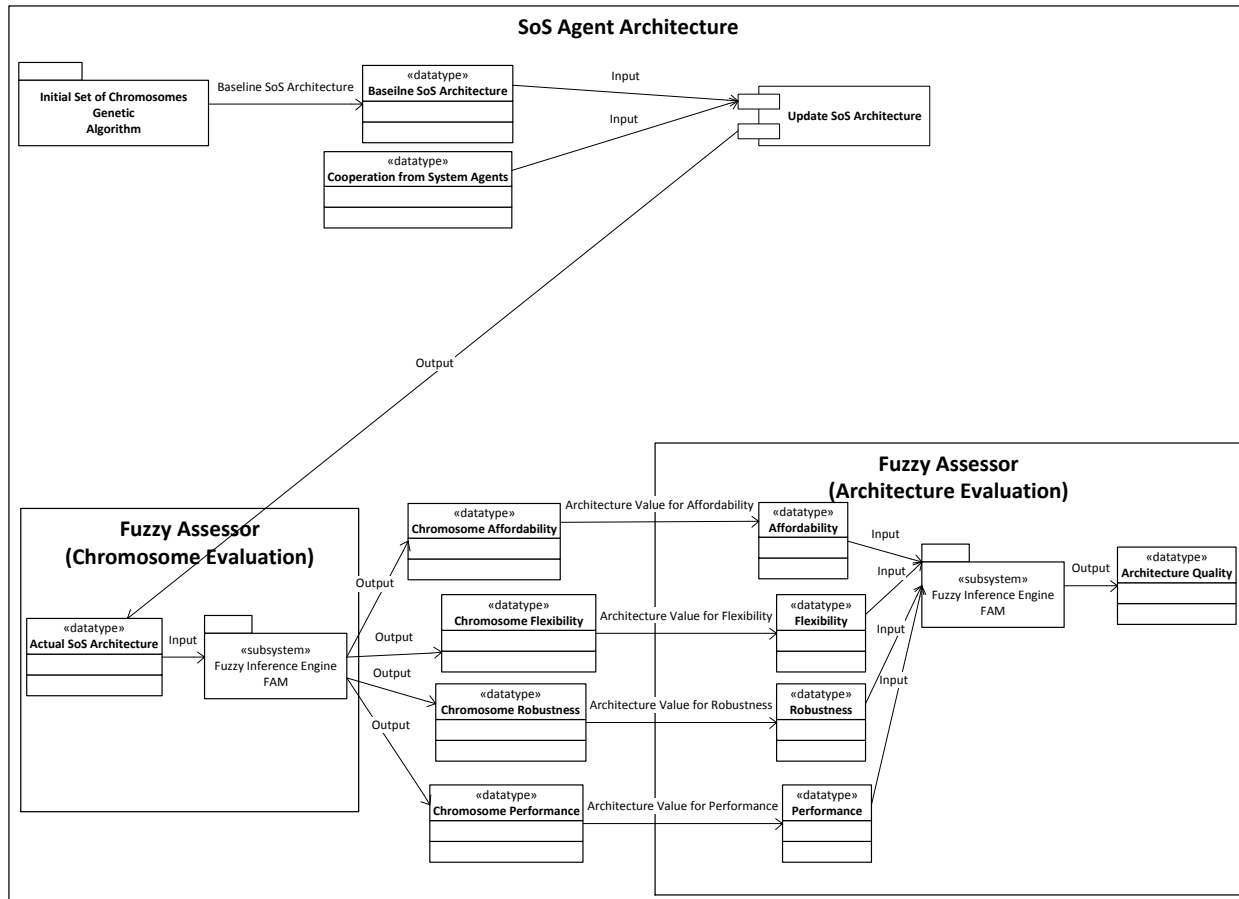 SoS Agent Architecture
Initial Set of Chromosomes
Genetic
Algorithm
Baseline SoS Architecture
«datatype»
Baseilne SoS Architecture
Input
Input
Update SoS Architecture
«datatype»
Cooperation from System Agents
Output
Fuzzy Assessor
(Chromosome Evaluation)
«datatype»
Actual SoS Architecture
Input
«subsystem»
Fuzzy Inference Engine
FAM
Output
Output
Output
Output
«datatype»
Chromosome Affordability
«datatype»
Chromosome Flexibility
«datatype»
Chromosome Robustness
«datatype»
Chromosome Performance
Architecture Value for Affordability
Architecture Value for Flexibility
Architecture Value for Robustness
Architecture Value for Performance
Fuzzy Assessor
(Architecture Evaluation)
«datatype»
Affordability
«datatype»
Flexibility
«datatype»
Robustness
«datatype»
Performance
Input
Input
Input
Input
«subsystem»
Fuzzy Inference Engine
FAM
Output
«datatype»
Architecture Quality